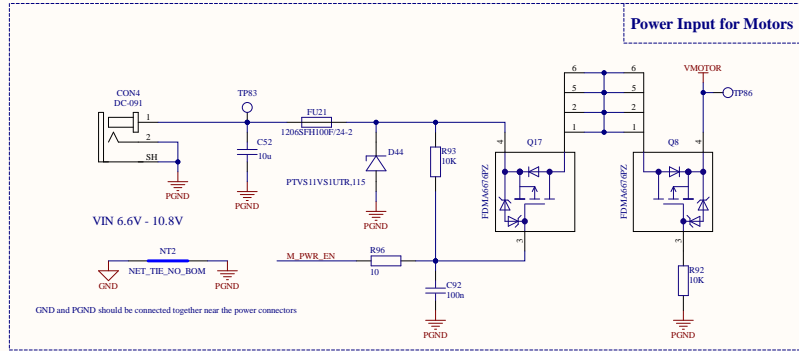 Power Input for Motors
CON4
DC-091
1
2
SH
PGND
TP83
C52
10u
PGND
FU21
1206SFH100F/24-2
D44
PTVS11VS1UTR,115
PGND
R93
10K
4
Q17
FDMA6676PZ
3
6
5
2
1
6
5
2
1
VMOTOR
TP86
4
Q8
FDMA6676PZ
3
R92
10K
PGND
VIN 6.6V - 10.8V
NT2
NET_TIE_NO_BOM
GND
PGND
M_PWR_EN
R96
10
C92
100n
PGND
GND and PGND should be connected together near the power connectors